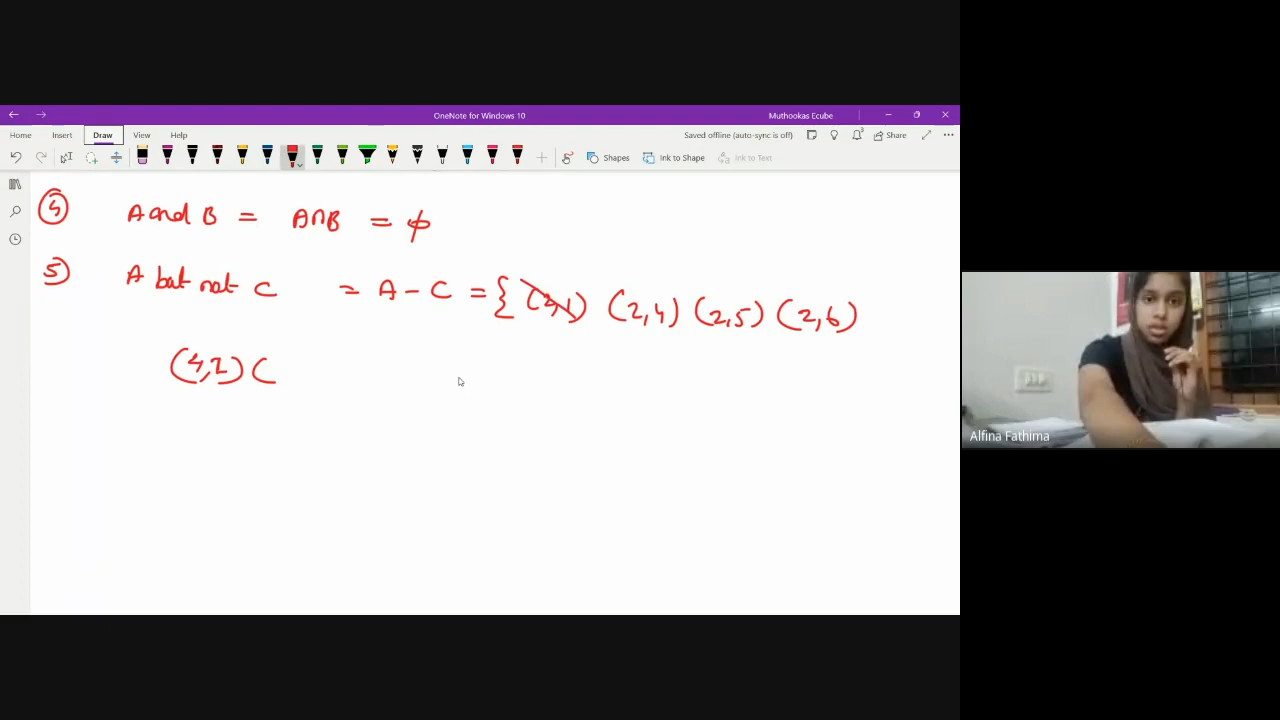 OneNote for Windows 10
Muthookas Ecube
Home Insert Draw View Help
Saved offline (auto-sync is off) Share
Shapes Ink to Shape Ink to Text
4 A and B = A∩B = ϕ
5) A but not C = A - C = { (2,1) (2,4) (2,5) (2,6)
(4,2) (
Alfina Fathima